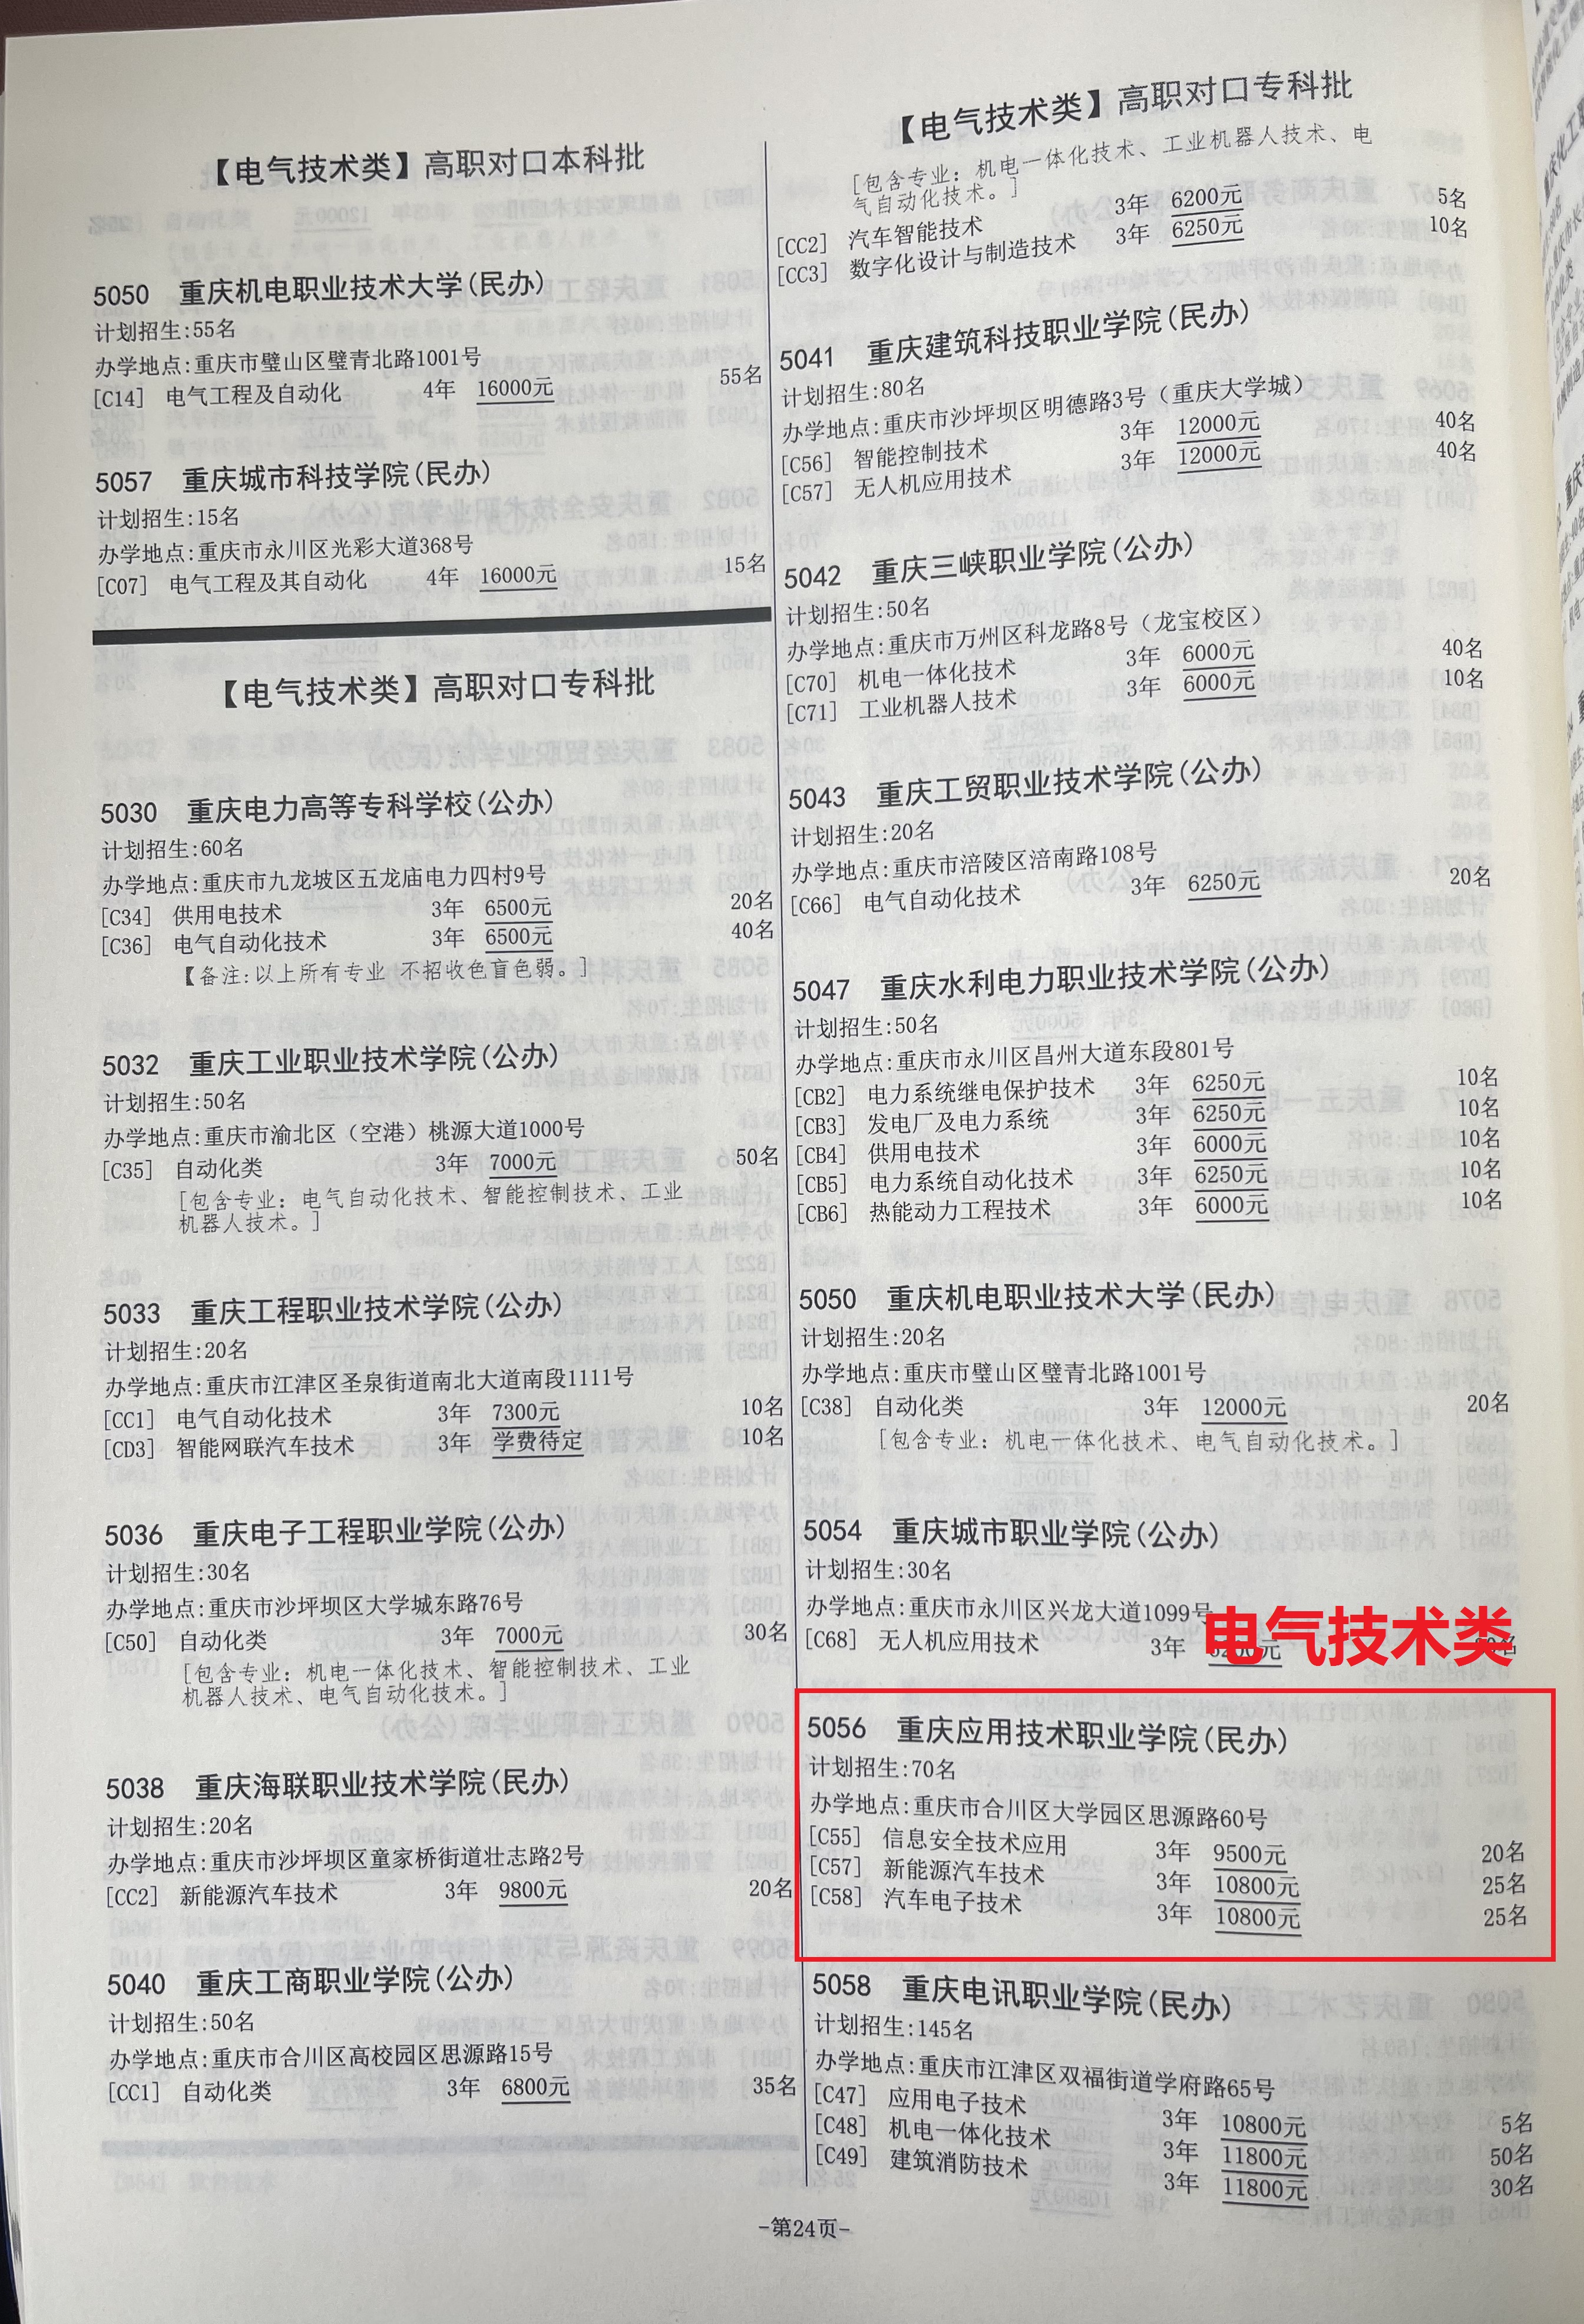 【电气技术类】高职对口本科批
5050 重庆机电职业技术大学(民办)
计划招生:55名
办学地点:重庆市璧山区璧青北路1001号
[C14] 电气工程及自动化 4年 16000元 55名
5057 重庆城市科技学院(民办)
计划招生:15名
办学地点:重庆市永川区光彩大道368号
[C07] 电气工程及其自动化 4年 16000元 15名
【电气技术类】高职对口专科批
5030 重庆电力高等专科学校(公办)
计划招生:60名
办学地点:重庆市九龙坡区五龙庙电力四村9号
[C34] 供用电技术 3年 6500元 20名
[C36] 电气自动化技术 3年 6500元 40名
【备注:以上所有专业 不招收色盲色弱。]
5032 重庆工业职业技术学院(公办)
计划招生:50名
办学地点:重庆市渝北区（空港）桃源大道1000号
[C35] 自动化类 3年 7000元 50名
[包含专业: 电气自动化技术、智能控制技术、工业
机器人技术。]
5033 重庆工程职业技术学院(公办)
计划招生:20名
办学地点:重庆市江津区圣泉街道南北大道南段1111号
[CC1] 电气自动化技术 3年 7300元 10名
[CD3] 智能网联汽车技术 3年 学费待定 10名
5036 重庆电子工程职业学院(公办)
计划招生:30名
办学地点:重庆市沙坪坝区大学城东路76号
[C50] 自动化类 3年 7000元 30名
[包含专业: 机电一体化技术、智能控制技术、工业
机器人技术、电气自动化技术。]
5038 重庆海联职业技术学院(民办)
计划招生:20名
办学地点:重庆市沙坪坝区童家桥街道壮志路2号
[CC2] 新能源汽车技术 3年 9800元 20名
5040 重庆工商职业学院(公办)
计划招生:50名
办学地点:重庆市合川区高校园区思源路15号
[CC1] 自动化类 3年 6800元 35名
【电气技术类】高职对口专科批
[包含专业: 机电一体化技术、工业机器人技术、电
气自动化技术。]
[CC2] 汽车智能技术 3年 6200元 5名
[CC3] 数字化设计与制造技术 3年 6250元 10名
5041 重庆建筑科技职业学院(民办)
计划招生:80名
办学地点:重庆市沙坪坝区明德路3号（重庆大学城）
[C56] 智能控制技术 3年 12000元 40名
[C57] 无人机应用技术 3年 12000元 40名
5042 重庆三峡职业学院(公办)
计划招生:50名
办学地点:重庆市万州区科龙路8号（龙宝校区）
[C70] 机电一体化技术 3年 6000元 40名
[C71] 工业机器人技术 3年 6000元 10名
5043 重庆工贸职业技术学院(公办)
计划招生:20名
办学地点:重庆市涪陵区涪南路108号
[C66] 电气自动化技术 3年 6250元 20名
5047 重庆水利电力职业技术学院(公办)
计划招生:50名
办学地点:重庆市永川区昌州大道东段801号
[CB2] 电力系统继电保护技术 3年 6250元 10名
[CB3] 发电厂及电力系统 3年 6250元 10名
[CB4] 供用电技术 3年 6000元 10名
[CB5] 电力系统自动化技术 3年 6250元 10名
[CB6] 热能动力工程技术 3年 6000元 10名
5050 重庆机电职业技术大学(民办)
计划招生:20名
办学地点:重庆市璧山区璧青北路1001号
[C38] 自动化类 3年 12000元 20名
[包含专业: 机电一体化技术、电气自动化技术。]
5054 重庆城市职业学院(公办)
计划招生:30名
办学地点:重庆市永川区兴龙大道1099号
电气技术类
[C68] 无人机应用技术 3年
5056 重庆应用技术职业学院(民办)
计划招生:70名
办学地点:重庆市合川区大学园区思源路60号
[C55] 信息安全技术应用 3年 9500元 20名
[C57] 新能源汽车技术 3年 10800元 25名
[C58] 汽车电子技术 3年 10800元 25名
5058 重庆电讯职业学院(民办)
计划招生:145名
办学地点:重庆市江津区双福街道学府路65号
[C47] 应用电子技术 3年 10800元 5名
[C48] 机电一体化技术 3年 11800元 50名
[C49] 建筑消防技术 3年 11800元 30名
-第24页-